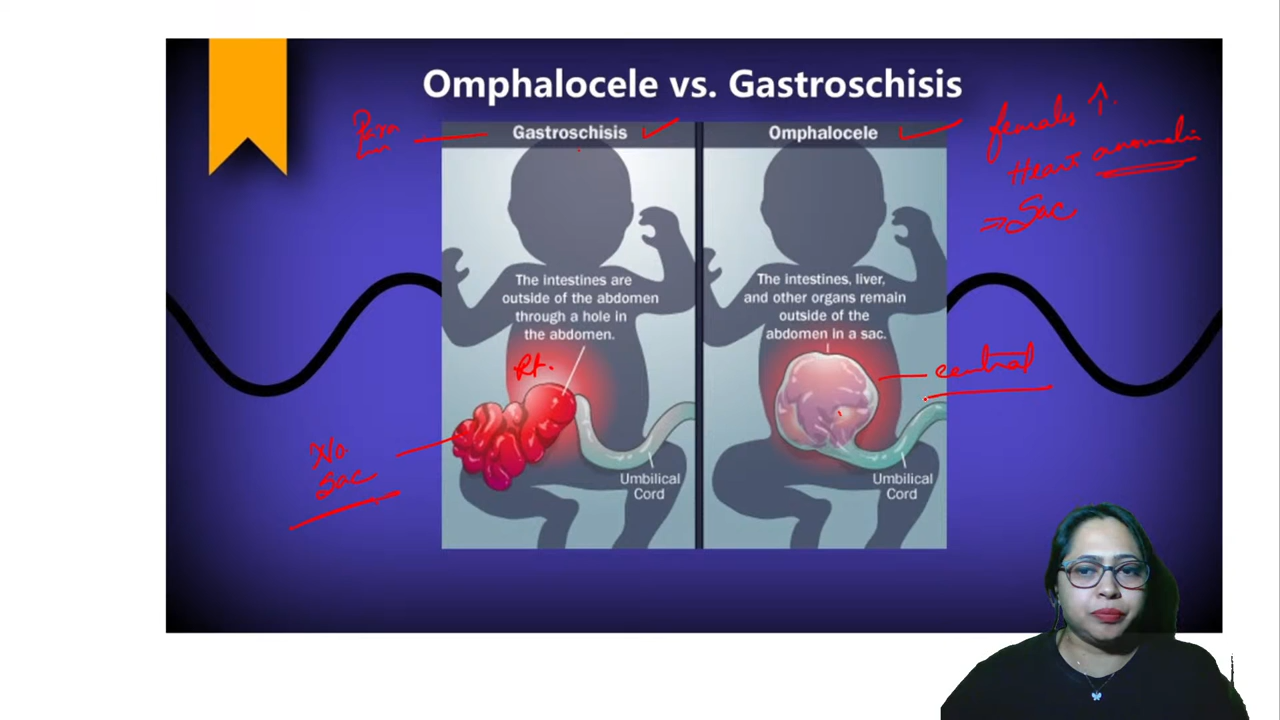 Omphalocele vs. Gastroschisis
Gastroschisis
Omphalocele
females ↑
Heart anomalies
⇒ Sac
Para
The intestines are
outside of the abdomen
through a hole in
the abdomen.
The intestines, liver,
and other organs remain
outside of the
abdomen in a sac.
Rt.
central
No
Sac
Umbilical
Cord
Umbilical
Cord